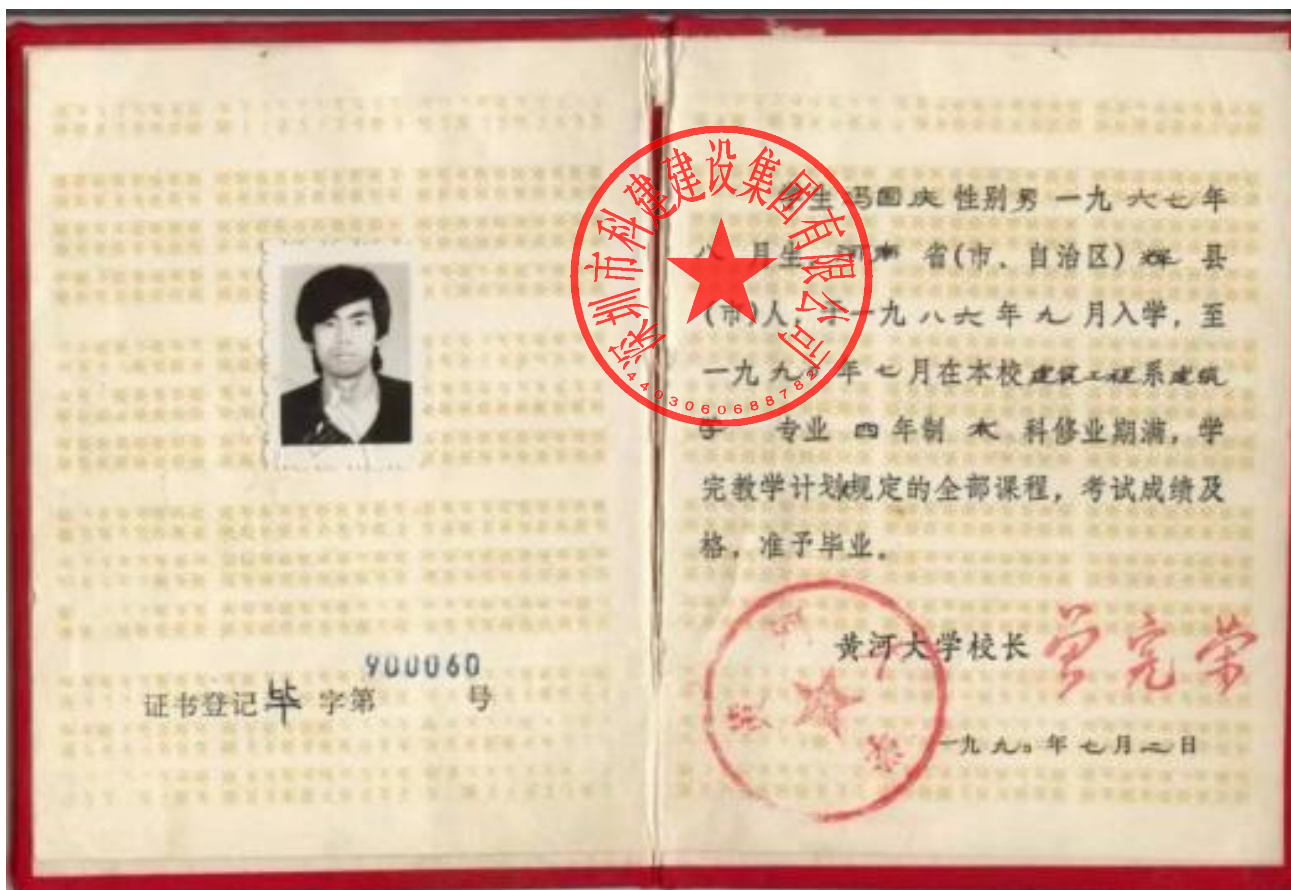 900060
证书登记毕字第 号
学生冯国庆性别男一九六七年
八月生,河南省(市、自治区)辉县
(市)人,于一九八六年九月入学,至
一九九〇年七月在本校建筑工程系建筑
学 专业四年制本科修业期满,学
完教学计划规定的全部课程,考试成绩及
格,准予毕业。
黄河大学校长
一九九〇年七月二日
深圳市科建建设集团有限公司
4403060688782